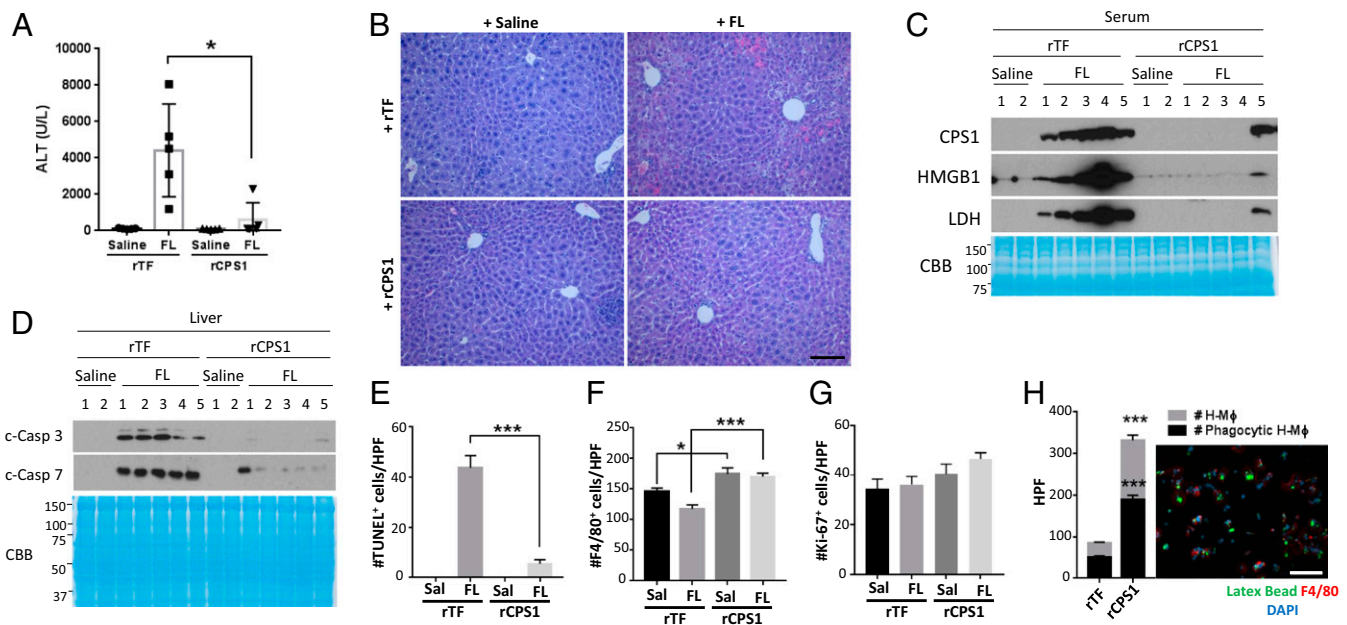 A
10000
8000
6000
4000
2000
0
ALT (U/L)
*
Saline FL Saline FL
rTF rCPS1
B
+ Saline + FL
+ rTF
+ rCPS1
C
Serum
rTF rCPS1
Saline FL Saline FL
1 2 1 2 3 4 5 1 2 1 2 3 4 5
CPS1
HMGB1
LDH
CBB
150
100
75
D
Liver
rTF rCPS1
Saline FL Saline FL
1 2 1 2 3 4 5 1 2 1 2 3 4 5
c-Casp 3
c-Casp 7
CBB
150
100
75
50
37
E
#TUNEL⁺ cells/HPF
60
40
20
0
***
Sal FL Sal FL
rTF rCPS1
F
#F4/80⁺ cells/HPF
250
200
150
100
50
0
* ***
Sal FL Sal FL
rTF rCPS1
G
#Ki-67⁺ cells/HPF
60
40
20
0
Sal FL Sal FL
rTF rCPS1
H
# H-Mϕ
# Phagocytic H-Mϕ
HPF
400
300
200
100
0
***
***
rTF rCPS1
Latex Bead F4/80
DAPI